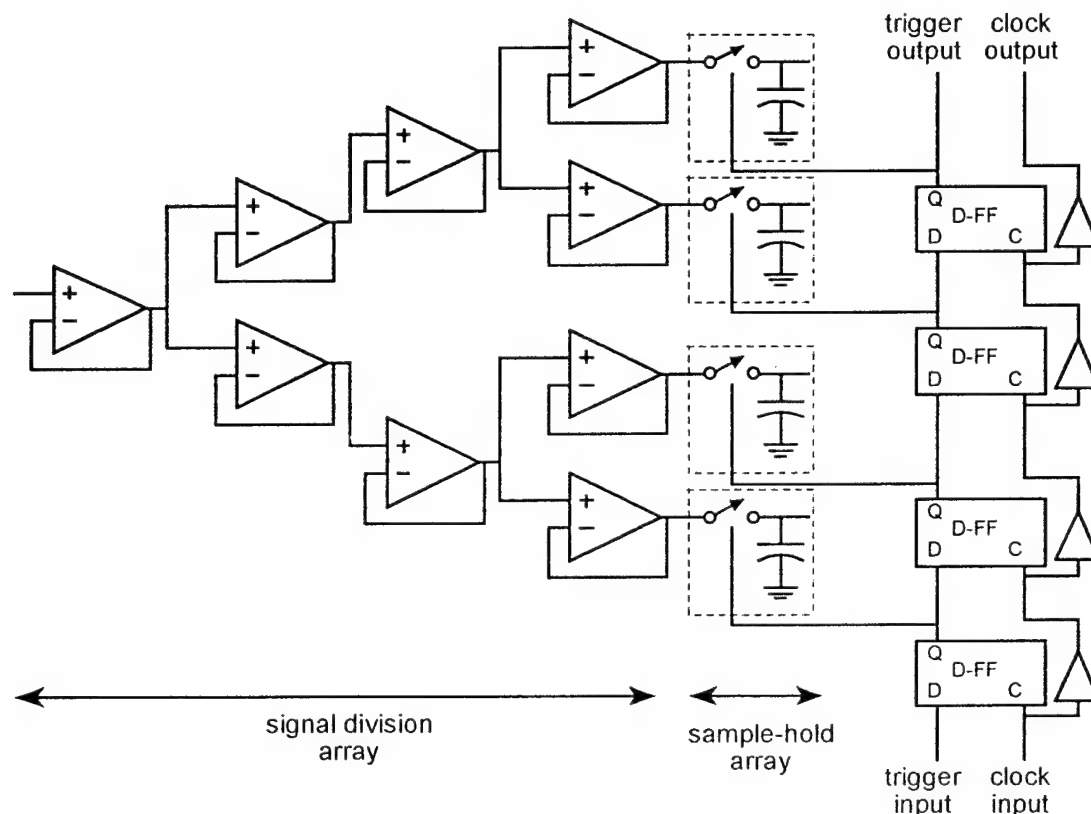 trigger output
clock output
+
−
+
−
+
−
+
−
+
−
+
−
+
−
+
−
+
−
Q
D-FF
D
C
Q
D-FF
D
C
Q
D-FF
D
C
Q
D-FF
D
C
signal division
array
sample-hold
array
trigger
input
clock
input